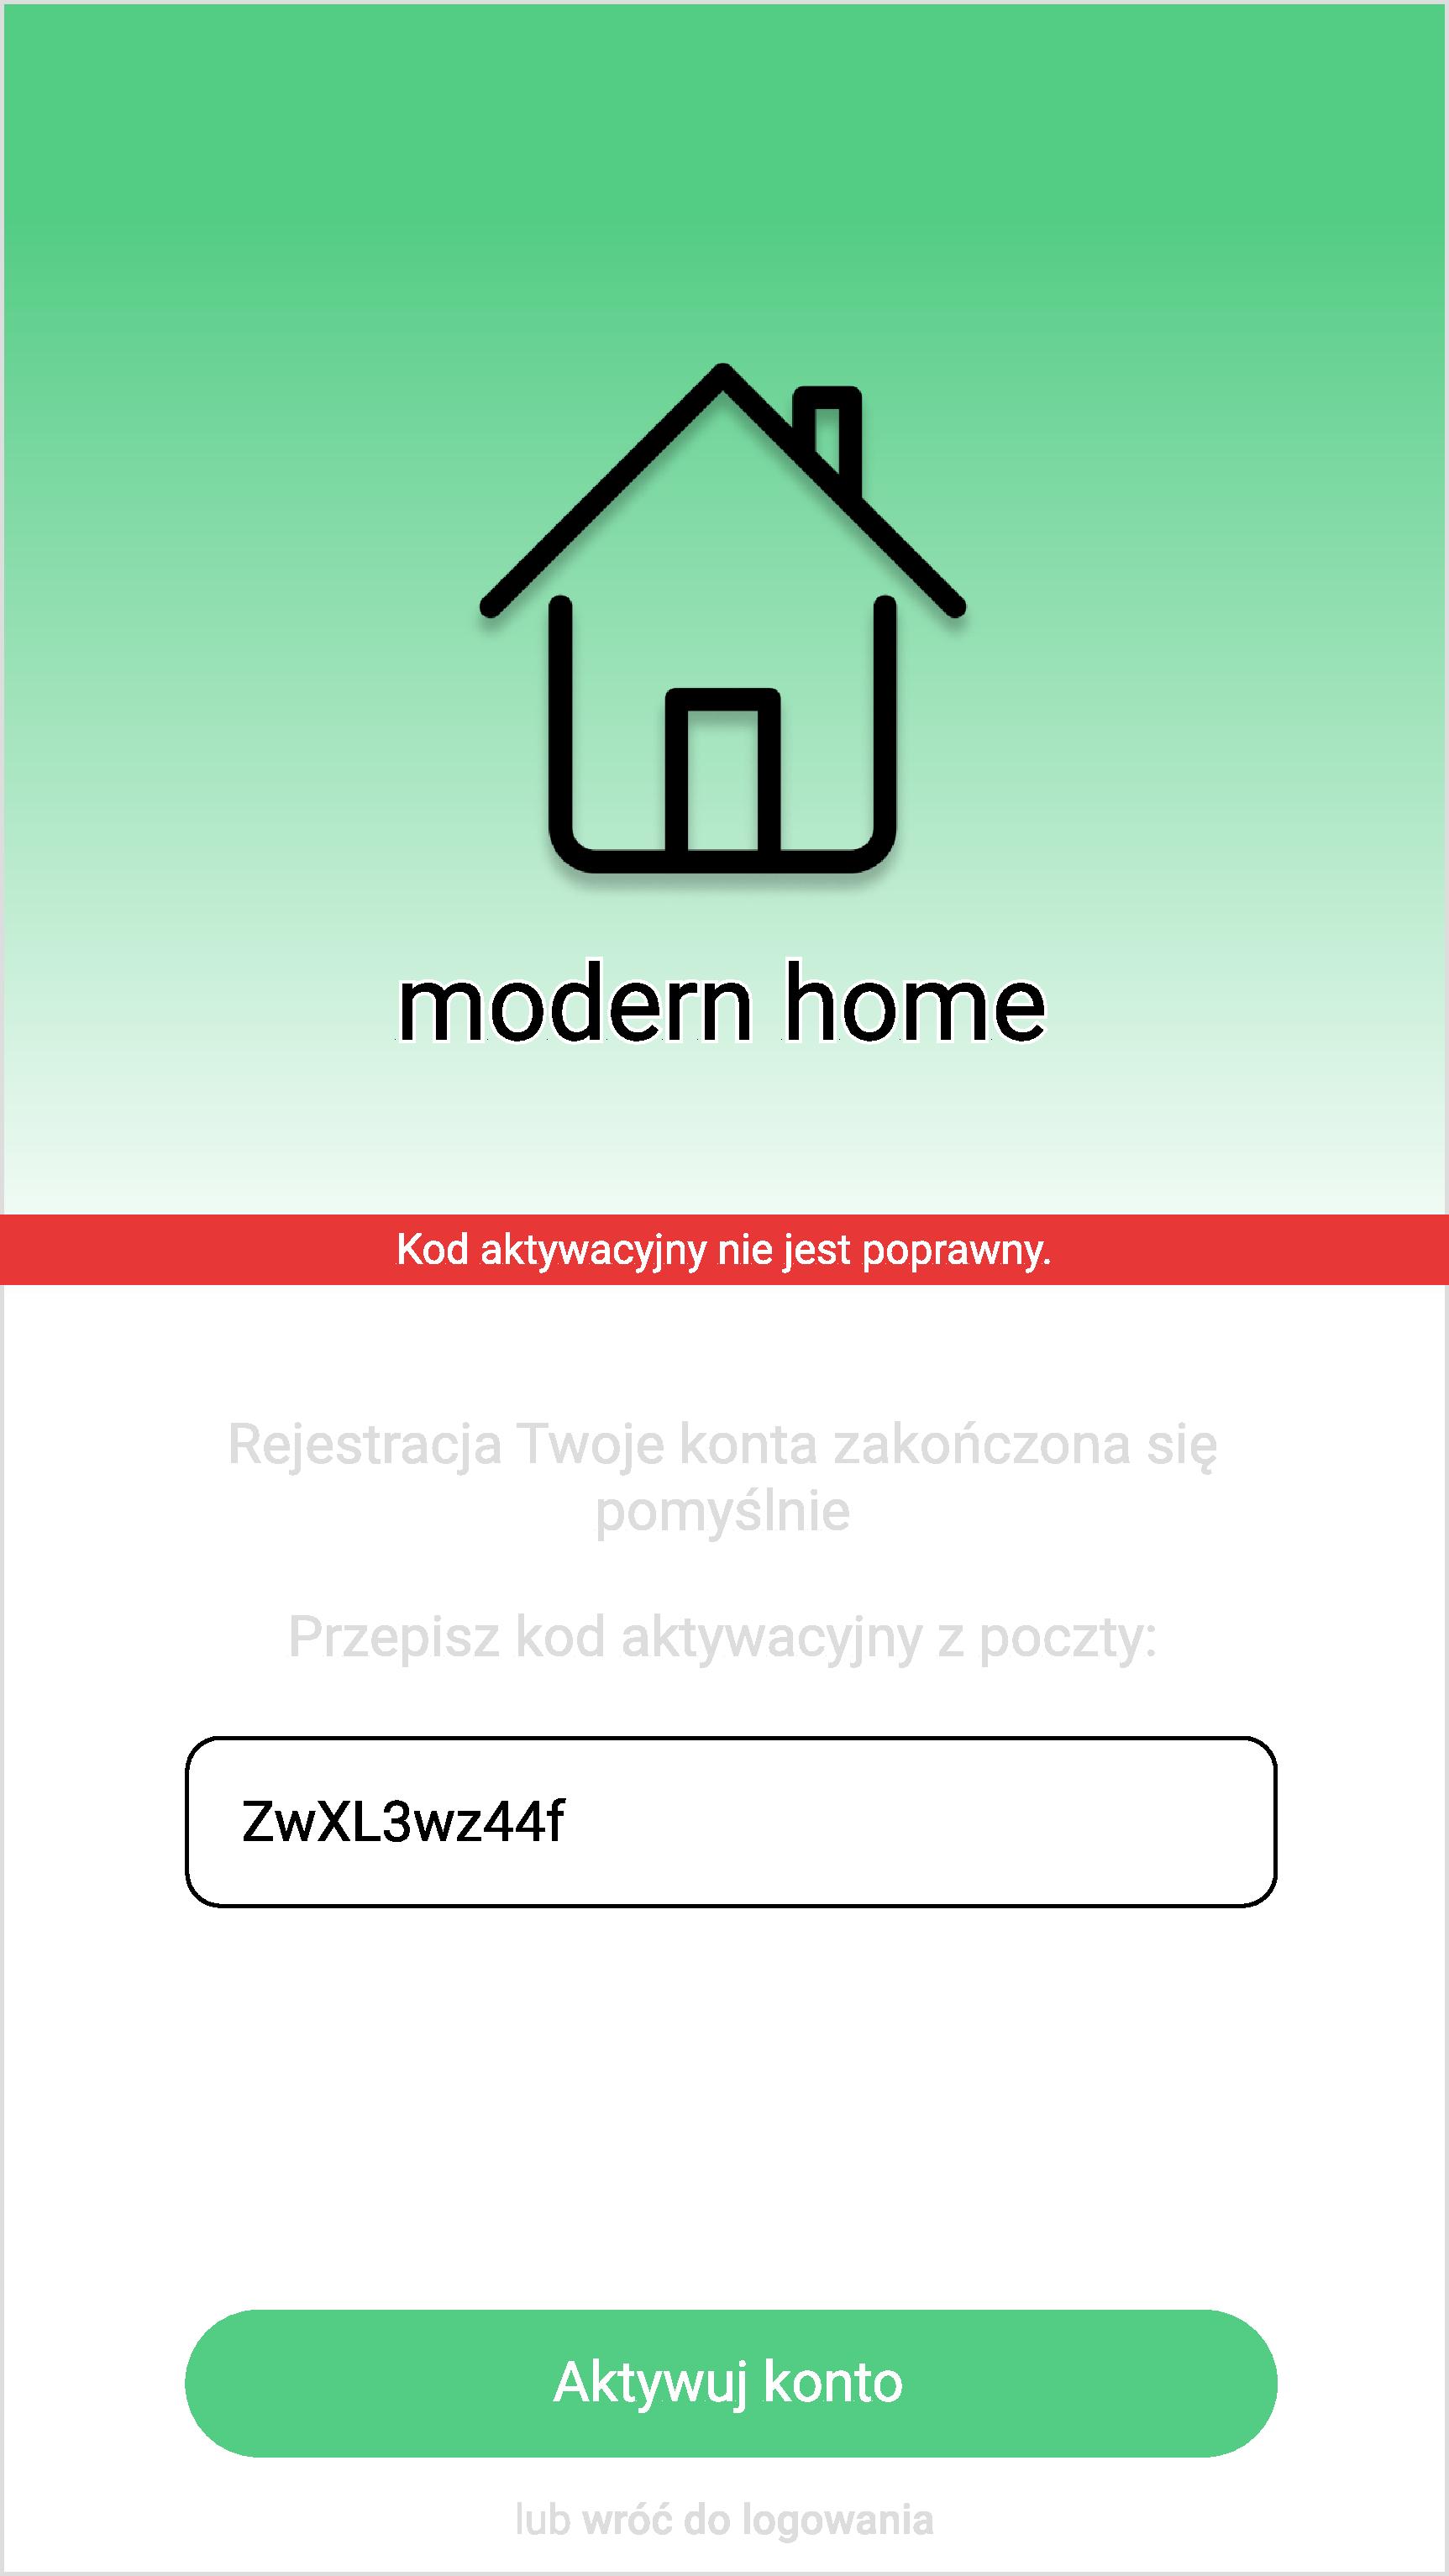 modern home
Kod aktywacyjny nie jest poprawny.
Rejestracja Twoje konta zakończona się
pomyślnie
Przepisz kod aktywacyjny z poczty:
ZwXL3wz44f
Aktywuj konto
lub wróć do logowania